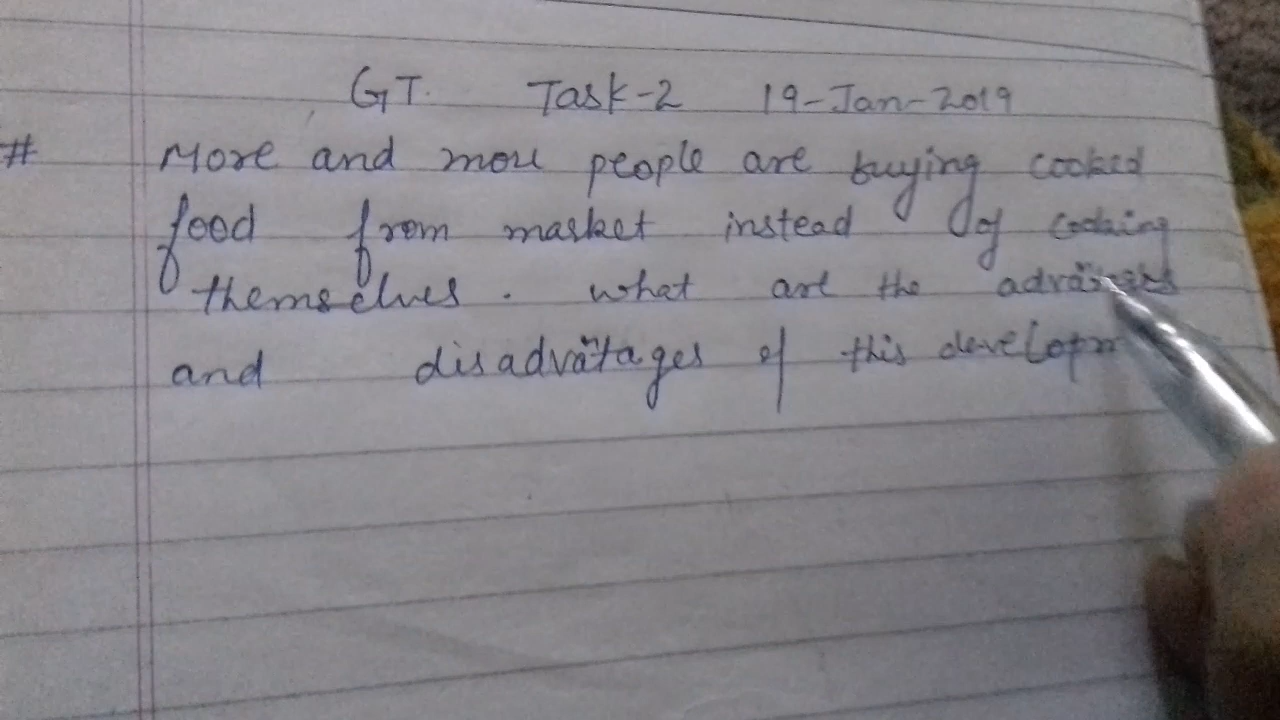 GT. Task-2 19-Jan-2019
# More and more people are buying cooked
food from market instead of cooking
themselves. what are the
and disadvantages of this